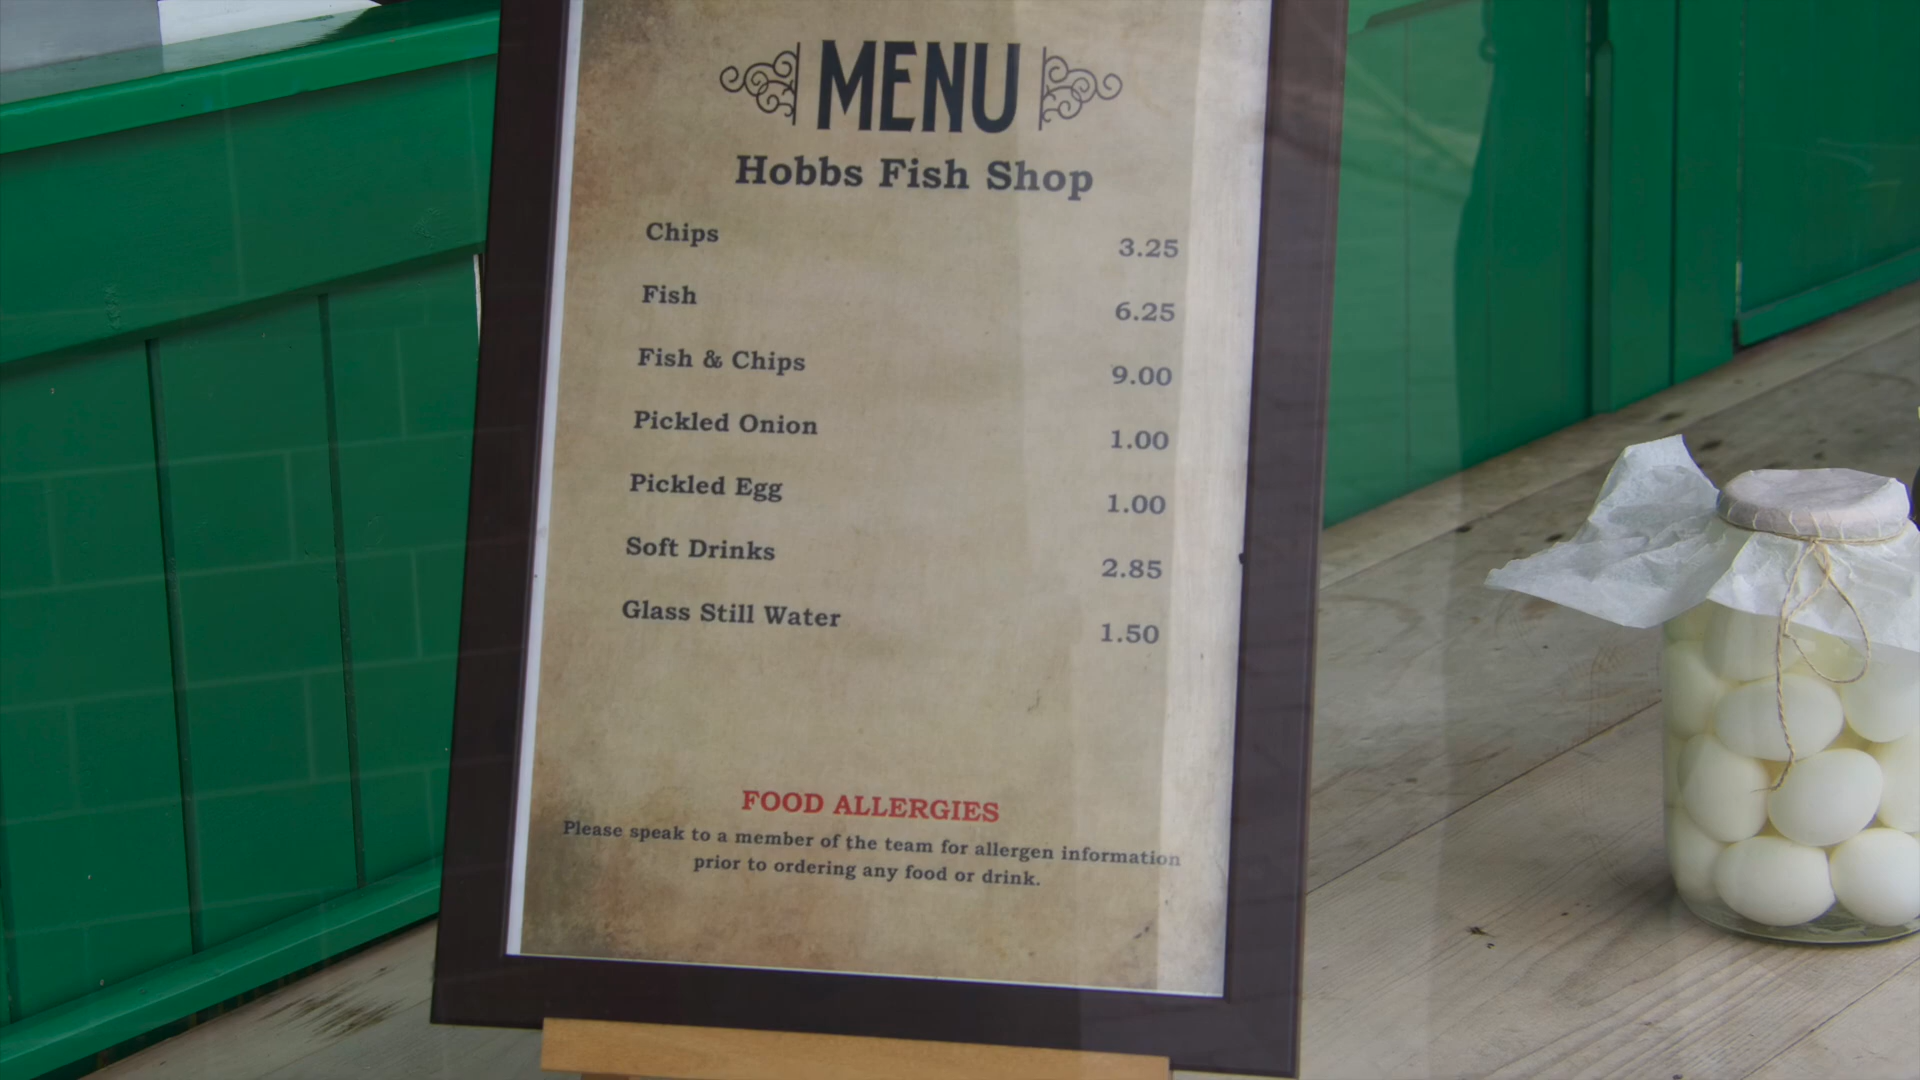 MENU
Hobbs Fish Shop
Chips 3.25
Fish 6.25
Fish & Chips 9.00
Pickled Onion 1.00
Pickled Egg 1.00
Soft Drinks 2.85
Glass Still Water 1.50
FOOD ALLERGIES
Please speak to a member of the team for allergen information
prior to ordering any food or drink.